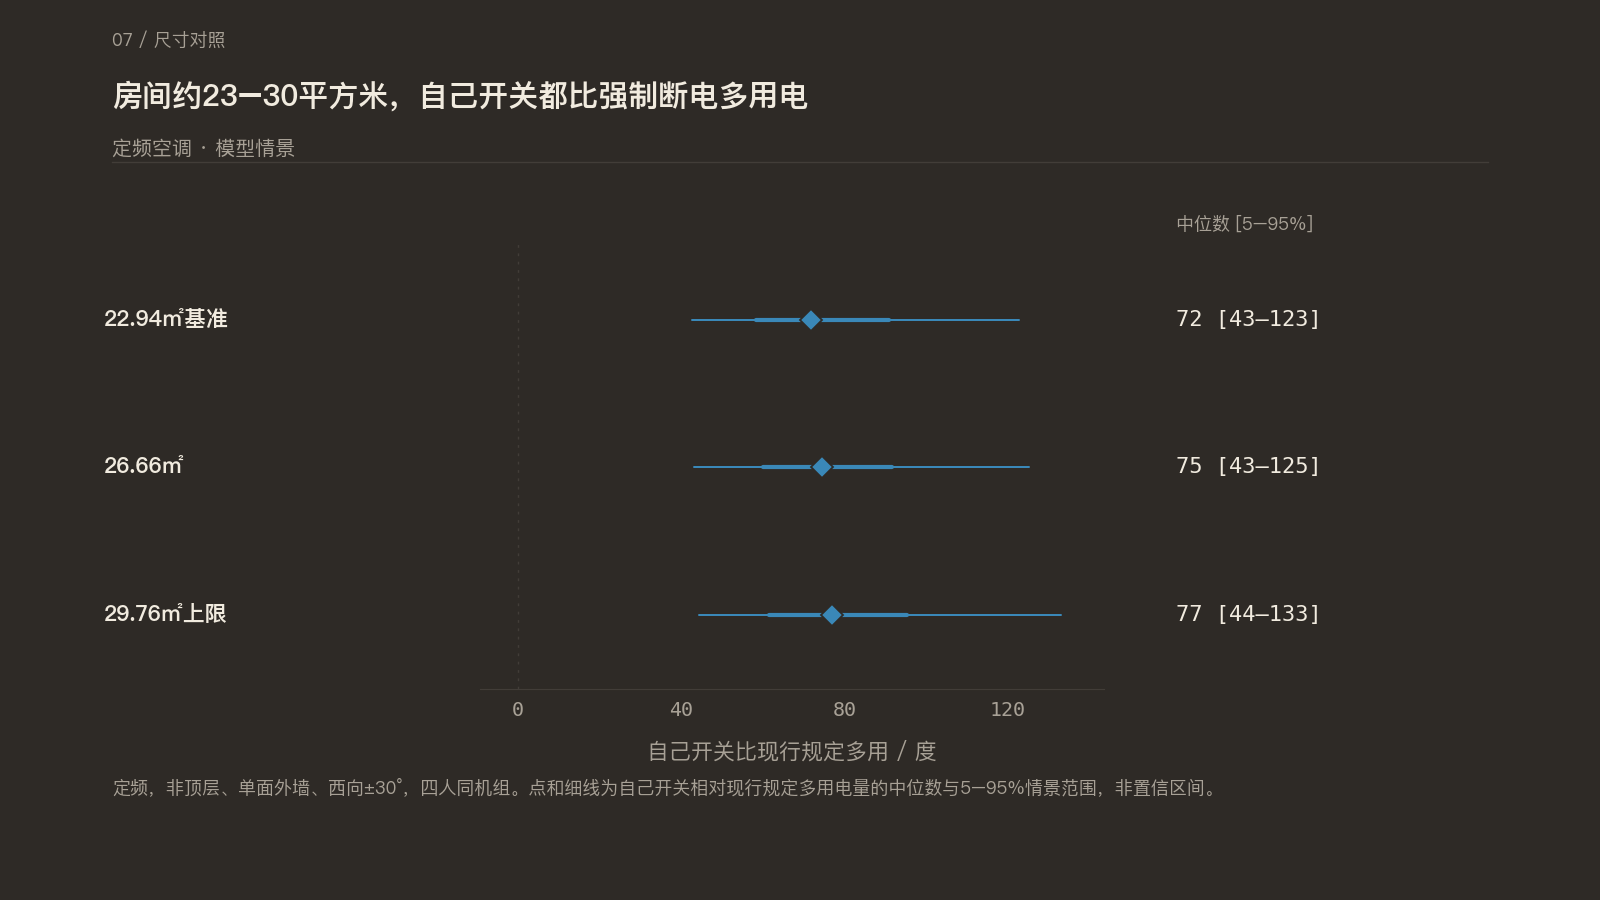 07 / 尺寸对照
房间约23—30平方米，自己开关都比强制断电多用电
定频空调 · 模型情景
中位数 [5—95%]
22.94㎡基准
72 [43—123]
26.66㎡
75 [43—125]
29.76㎡上限
77 [44—133]
0 40 80 120
自己开关比现行规定多用 / 度
定频，非顶层、单面外墙、西向±30°，四人同机组。点和细线为自己开关相对现行规定多用电量的中位数与5—95%情景范围，非置信区间。